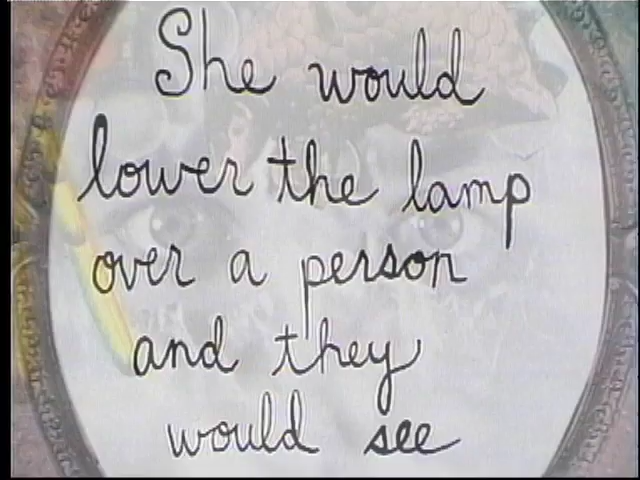 She would
lower the lamp
over a person
and they
would see